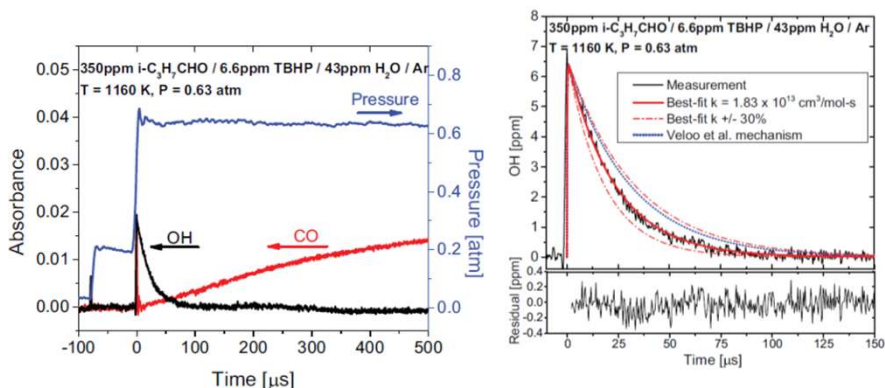 350ppm i-C3H7CHO / 6.6ppm TBHP / 43ppm H2O / Ar
T = 1160 K, P = 0.63 atm
Pressure
OH
CO
Absorbance
0.05
0.04
0.03
0.02
0.01
0.00
Pressure [atm]
0.8
0.6
0.4
0.2
0.0
-100 0 100 200 300 400 500
Time [μs]
350ppm i-C3H7CHO / 6.6ppm TBHP / 43ppm H2O / Ar
T = 1160 K, P = 0.63 atm
Measurement
Best-fit k = 1.83 x 10^13 cm^3/mol-s
Best-fit k +/- 30%
Veloo et al. mechanism
OH [ppm]
8
7
6
5
4
3
2
1
0
Residual [ppm]
0.4
0.2
0.0
-0.2
-0.4
0 25 50 75 100 125 150
Time [μs]